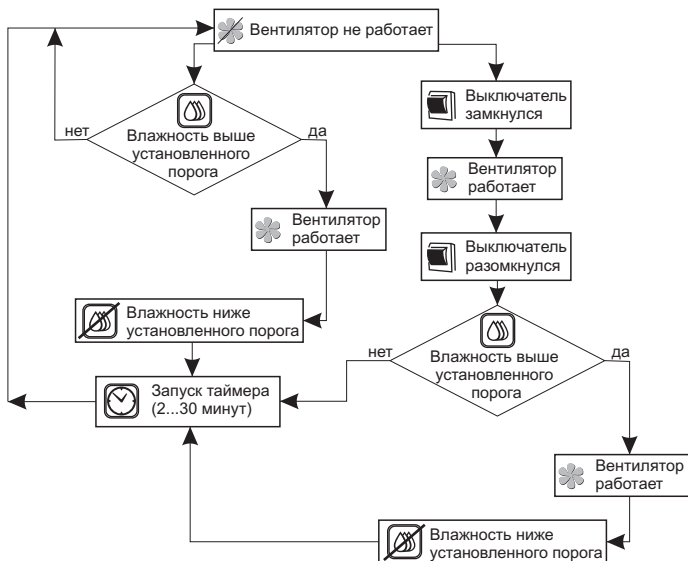 Вентилятор не работает
Выключатель
замкнулся
нет
Влажность выше
установленного
порога
да
Вентилятор
работает
Вентилятор
работает
Выключатель
разомкнулся
Влажность ниже
установленного порога
нет
Влажность выше
установленного
порога
да
Запуск таймера
(2...30 минут)
Вентилятор
работает
Влажность ниже
установленного порога